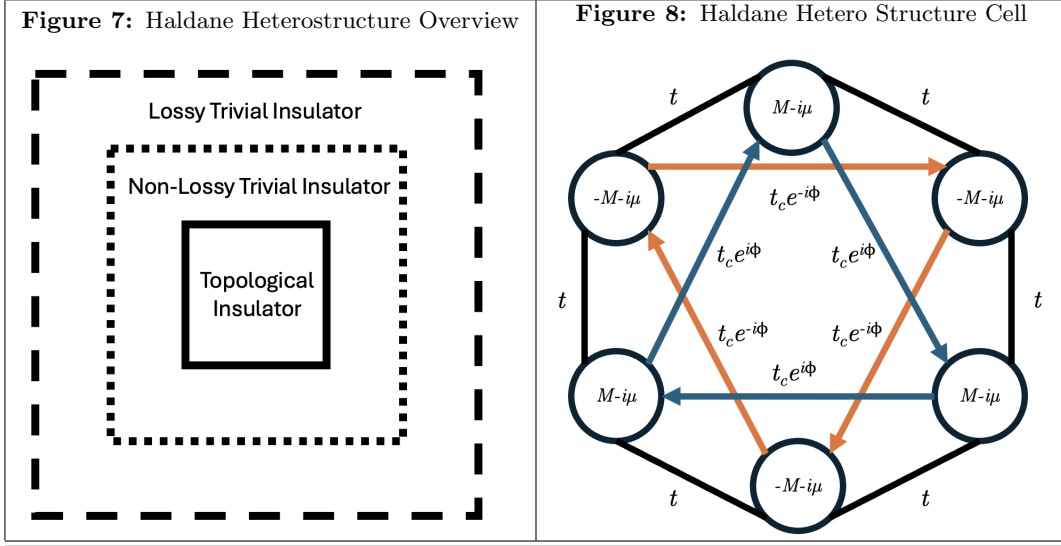 Figure 7: Haldane Heterostructure Overview
Lossy Trivial Insulator
Non-Lossy Trivial Insulator
Topological
Insulator
Figure 8: Haldane Hetero Structure Cell
t
t
M-iμ
-M-iμ
-M-iμ
t_c e^{-iϕ}
t_c e^{iϕ}
t_c e^{iϕ}
t
t
t_c e^{-iϕ}
t_c e^{-iϕ}
t_c e^{iϕ}
M-iμ
M-iμ
-M-iμ
t
t